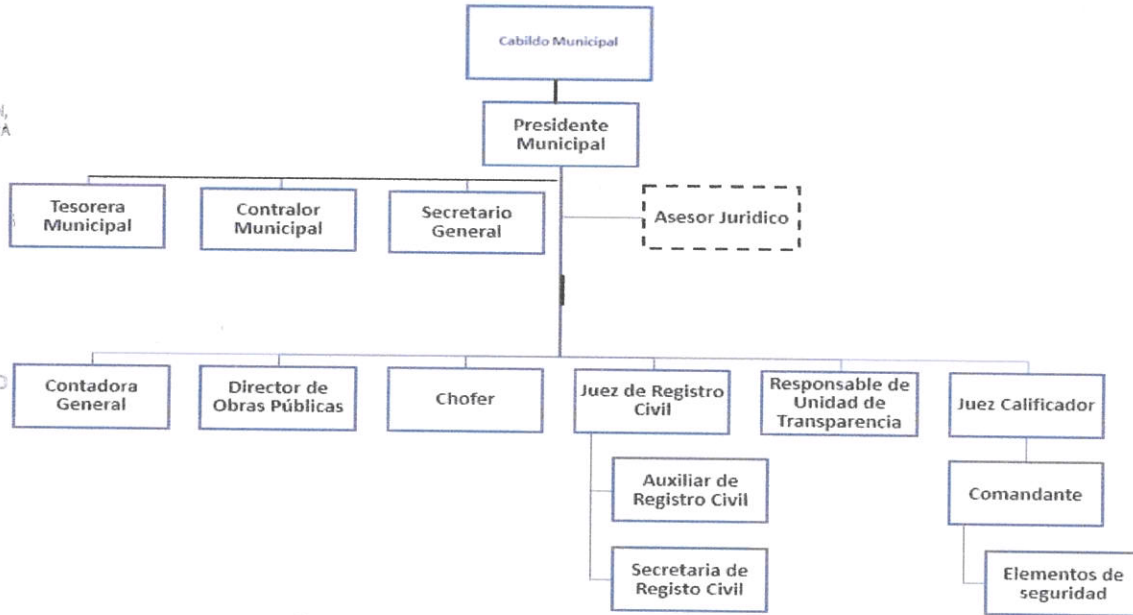 Cabildo Municipal
Presidente
Municipal
Tesorera
Municipal
Contralor
Municipal
Secretario
General
Asesor Juridico
Contadora
General
Director de
Obras Públicas
Chofer
Juez de Registro
Civil
Responsable de
Unidad de
Transparencia
Juez Calificador
Auxiliar de
Registro Civil
Comandante
Secretaria de
Registo Civil
Elementos de
seguridad